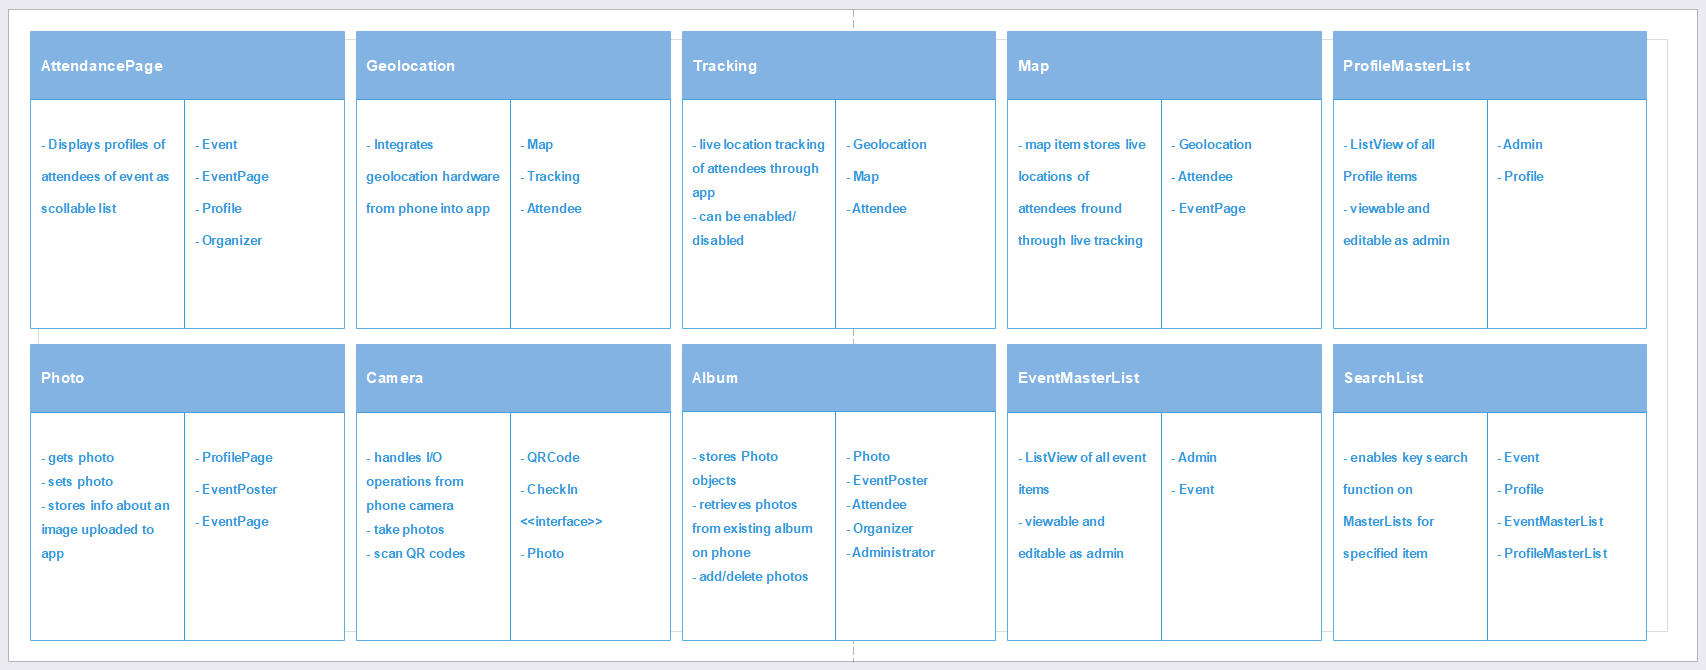 AttendancePage
- Displays profiles of
attendees of event as
scollable list
- Event
- EventPage
- Profile
- Organizer
Geolocation
- Integrates
geolocation hardware
from phone into app
- Map
- Tracking
- Attendee
Tracking
- live location tracking
of attendees through
app
- can be enabled/
disabled
- Geolocation
- Map
- Attendee
Map
- map item stores live
locations of
attendees fround
through live tracking
- Geolocation
- Attendee
- EventPage
ProfileMasterList
- ListView of all
Profile items
- viewable and
editable as admin
- Admin
- Profile
Photo
- gets photo
- sets photo
- stores info about an
image uploaded to
app
- ProfilePage
- EventPoster
- EventPage
Camera
- handles I/O
operations from
phone camera
- take photos
- scan QR codes
- QRCode
- CheckIn
<<interface>>
- Photo
Album
- stores Photo
objects
- retrieves photos
from existing album
on phone
- add/delete photos
- Photo
- EventPoster
- Attendee
- Organizer
- Administrator
EventMasterList
- ListView of all event
items
- viewable and
editable as admin
- Admin
- Event
SearchList
- enables key search
function on
MasterLists for
specified item
- Event
- Profile
- EventMasterList
- ProfileMasterList